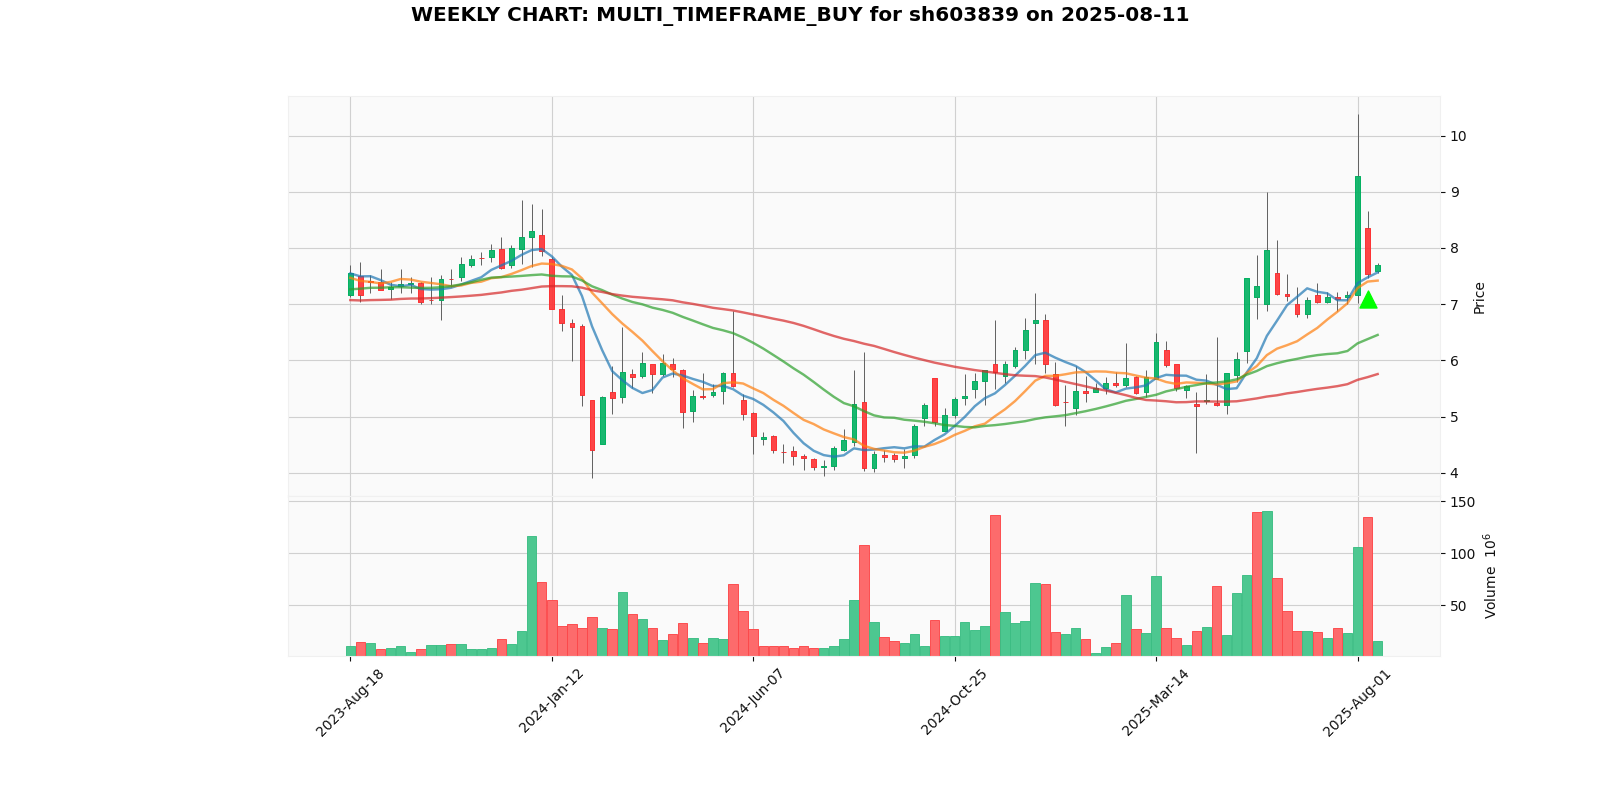 WEEKLY CHART: MULTI_TIMEFRAME_BUY for sh603839 on 2025-08-11
10
9
8
7
6
5
4
Price
150
100
50
Volume 10^6
2023-Aug-18
2024-Jan-12
2024-Jun-07
2024-Oct-25
2025-Mar-14
2025-Aug-01